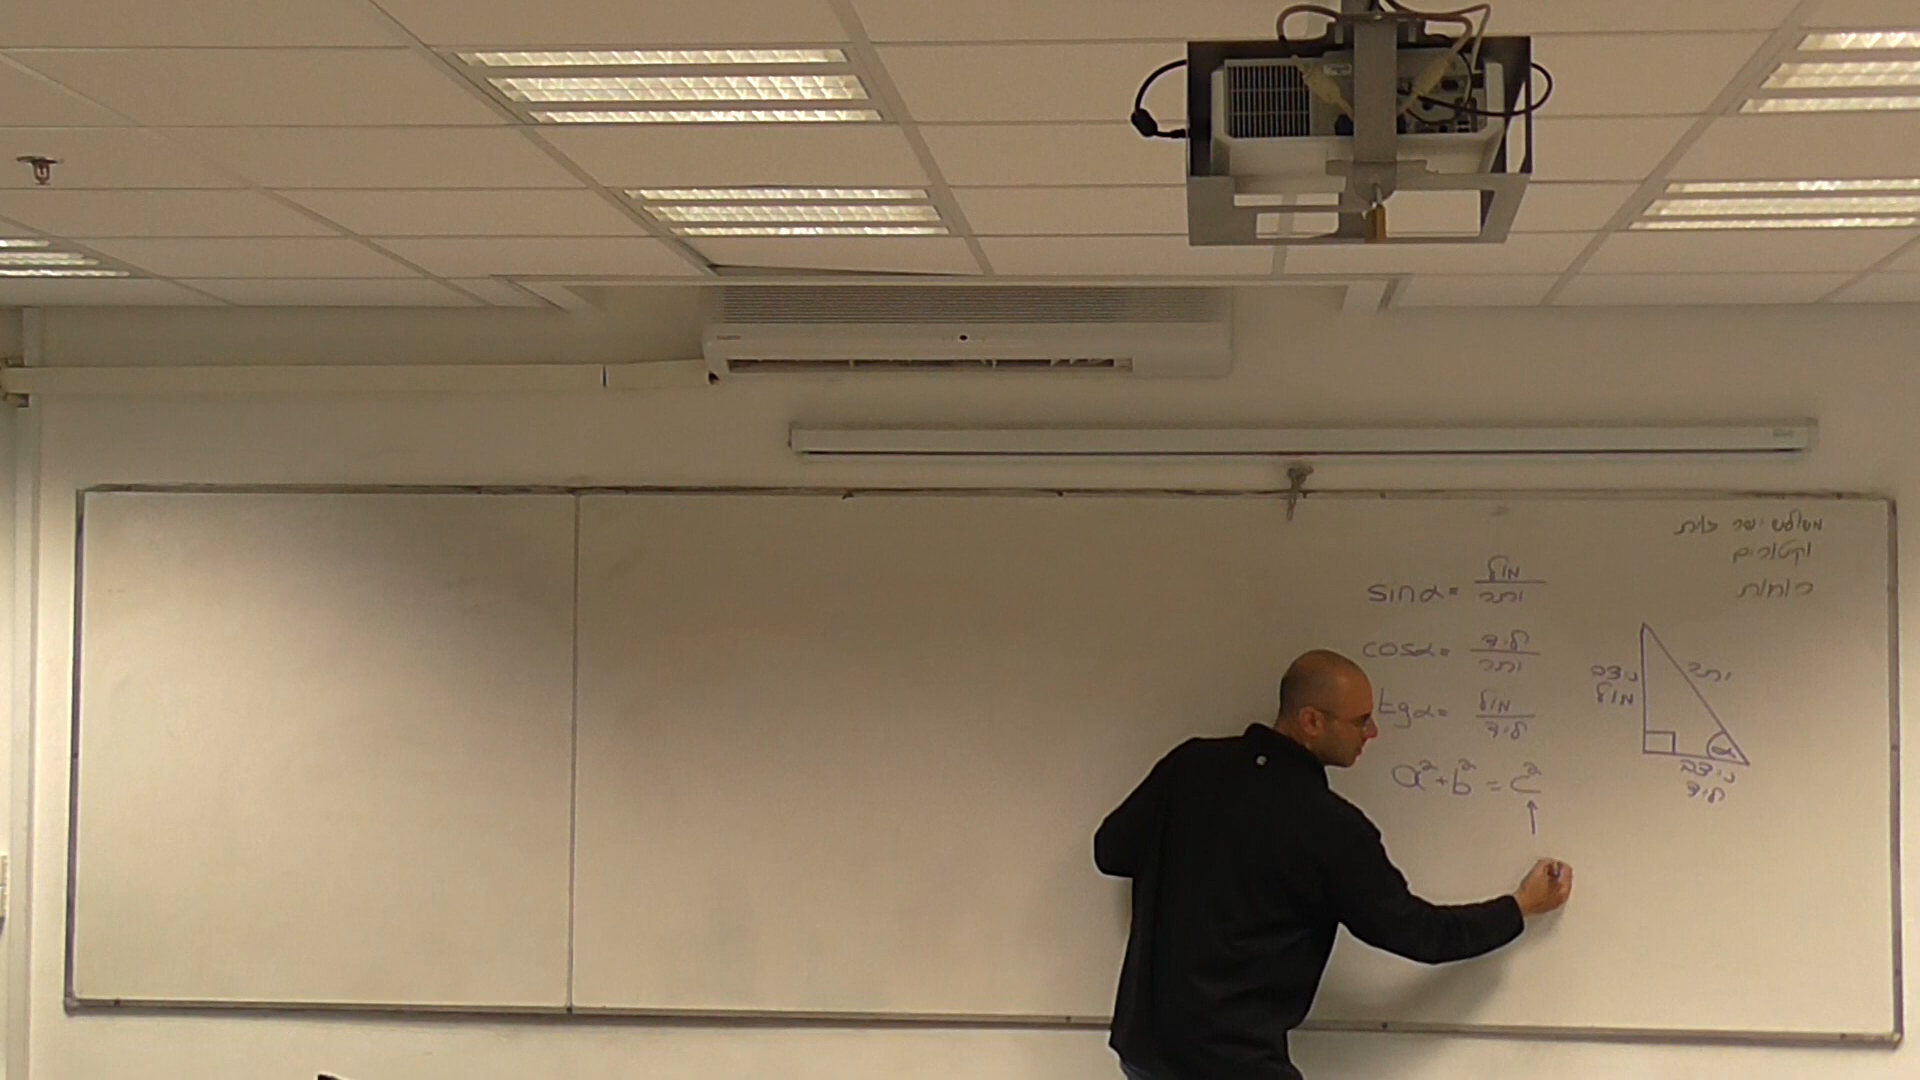 משולש ישר זוית
וקטורים
כוחות
sinα = מול / יתר
cosα = ליד / יתר
tgα = מול / ליד
a² + b² = c²
ניצב
מול
יתר
α
ניצב
ליד